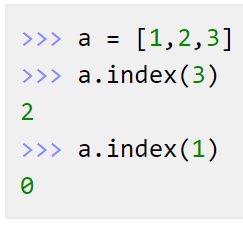 >>> a = [1,2,3]
>>> a.index(3)
2
>>> a.index(1)
0